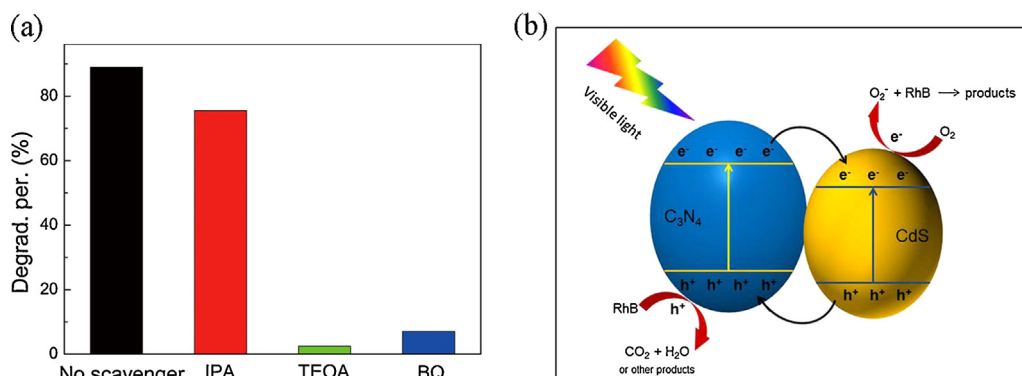 (a)
Degrad. per. (%)
80
60
40
20
0
No scavenger IPA TEOA BQ
(b)
Visible light
O₂⁻ + RhB → products
e⁻
O₂
e⁻ e⁻ e⁻ e⁻
e⁻ e⁻ e⁻
C₃N₄
CdS
h⁺ h⁺ h⁺ h⁺
h⁺ h⁺ h⁺
RhB
h⁺
CO₂ + H₂O
or other products